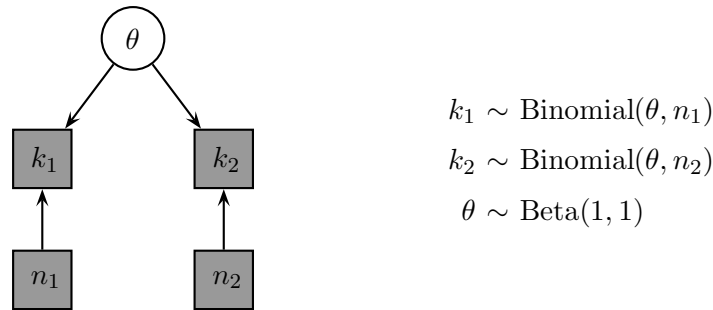 θ
k₁ k₂
n₁ n₂
k₁ ∼ Binomial(θ, n₁)
k₂ ∼ Binomial(θ, n₂)
θ ∼ Beta(1, 1)